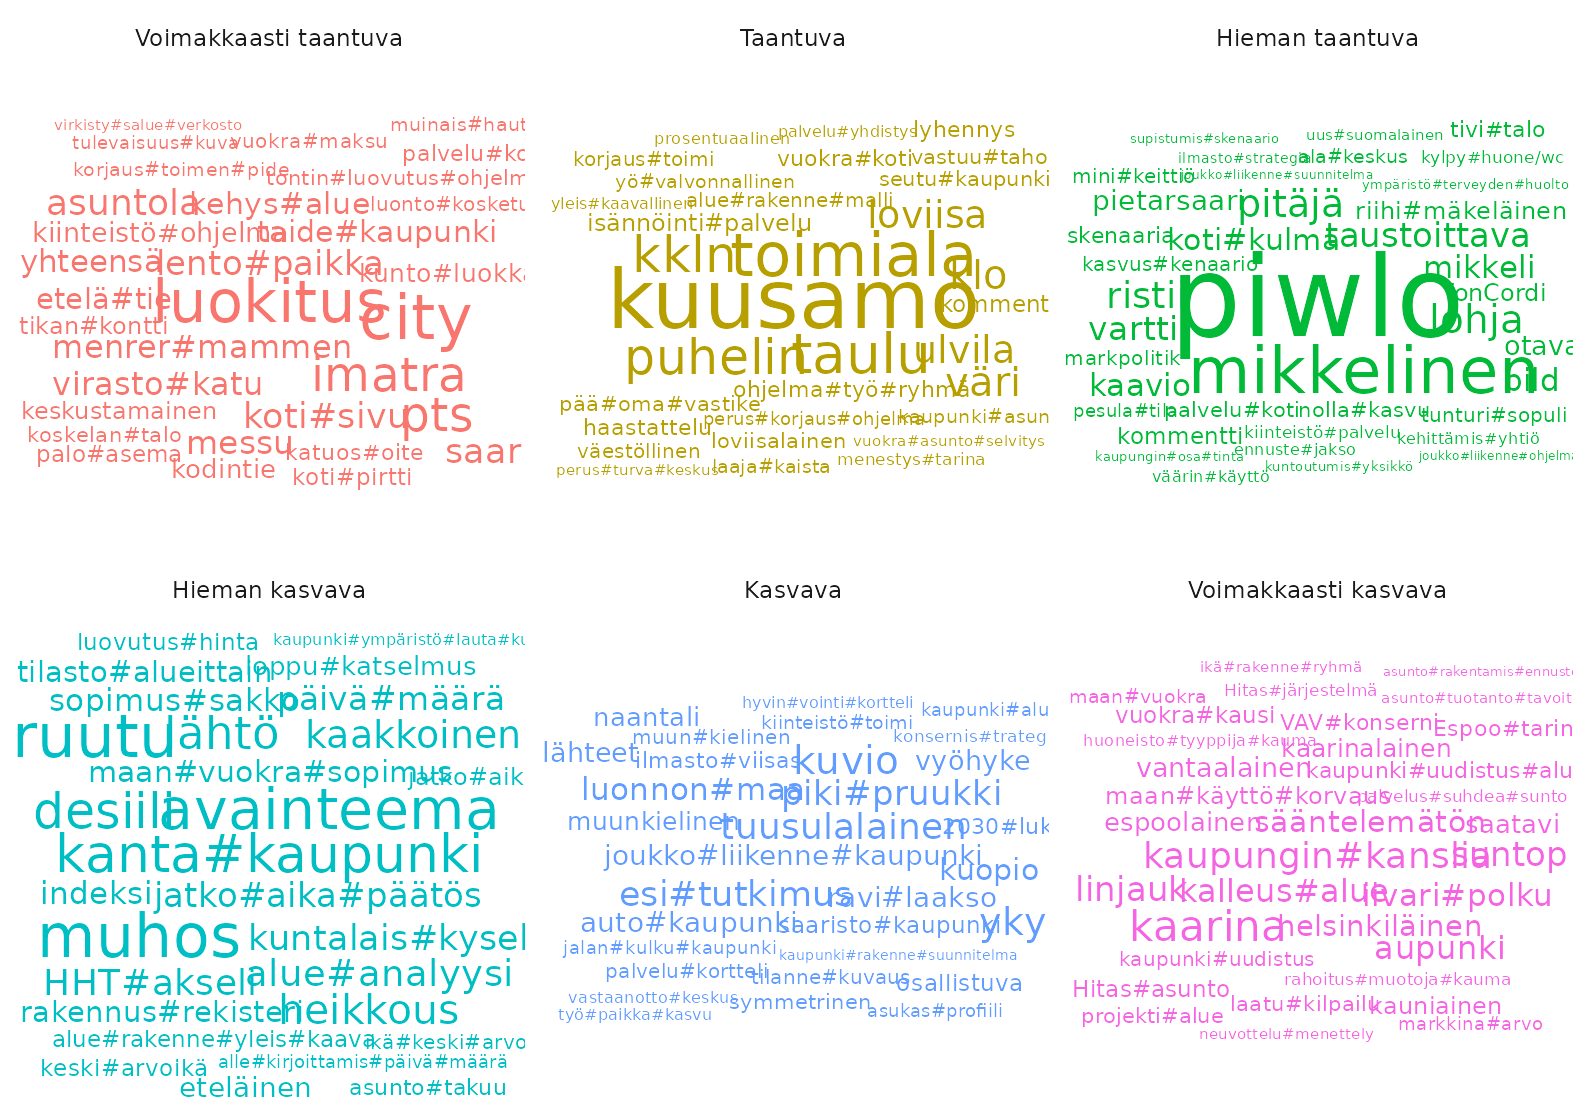 Voimakkaasti taantuva
virkisty#salue#verkosto
muinais#haut
tulevaisuus#kuva
vuokra#maksu
palvelu#ko
korjaus#toimen#pide
tontin#luovutus#ohjelm
asuntola
kehys#alue
luonto#kosketu
kiinteistö#ohjelma
taide#kaupunki
yhteensä
lento#paikka
kunto#luokka
etelä#tie
luokitus
city
tikan#kontti
menrer#mammen
imatra
virasto#katu
keskustamainen
koti#sivu
pts
koskelan#talo
messu
palo#asema
katuos#oite
saar
kodintie
koti#pirtti
Taantuva
prosentuaalinen
palvelu#yhdistys
lyhennys
korjaus#toimi
vuokra#koti
vastuu#taho
yö#valvonnallinen
seutu#kaupunki
yleis#kaavallinen
alue#rakenne#malli
isännöinti#palvelu
loviisa
kkln
toimiala
klo
kuusamo
komment
puhelin
taulu
ulvila
väri
ohjelma#työ#ryhmä
pää#oma#vastike
perus#korjaus#ohjelma
kaupunki#asun
haastattelu
loviisalainen
vuokra#asunto#selvitys
väestöllinen
menestys#tarina
perus#turva#keskus
laaja#kaista
Hieman taantuva
supistumis#skenaario
uus#suomalainen
tivi#talo
ilmasto#strategia
ala#keskus
kylpy#huone/wc
mini#keittiö
joukko#liikenne#suunnitelma
ympäristö#terveyden#huolto
pietarsaari
pitäjä
riihi#mäkeläinen
skenaaria
koti#kulma
taustoittava
kasvus#kenaario
mikkeli
risti
piwlo
onCordi
vartti
lohja
markpolitik
otava
kaavio
mikkelinen
bild
pesula#tila
palvelu#koti
nolla#kasvu
tunturi#sopuli
kommentti
kiinteistö#palvelu
kehittämis#yhtiö
kaupungin#osa#tinta
ennuste#jakso
joukko#liikenne#ohjelma
kuntoutumis#yksikkö
väärin#käyttö
Hieman kasvava
luovutus#hinta
kaupunki#ympäristö#lauta#ku
tilasto#alueittain
loppu#katselmus
sopimus#sakko
päivä#määrä
ruutu
lähtö
kaakkoinen
maan#vuokra#sopimus
jatko#aik
desiili
avainteema
kanta#kaupunki
indeksi
jatko#aika#päätös
muhos
kuntalais#kysel
HHT#akseli
alue#analyysi
rakennus#rekisteri
heikkous
alue#rakenne#yleis#kaava
ikä#keski#arvo
keski#arvoikä
alle#kirjoittamis#päivä#määrä
eteläinen
asunto#takuu
Kasvava
hyvin#vointi#kortteli
naantali
kiinteistö#toimi
kaupunki#alu
muun#kielinen
konsernis#trateg
lähteet
ilmasto#viisas
kuvio
vyöhyke
luonnon#maa
piki#pruukki
muunkielinen
tuusulalainen
2030#luk
joukko#liikenne#kaupunki
kuopio
esi#tutkimus
ravi#laakso
auto#kaupunki
saaristo#kaupunki
yky
jalan#kulku#kaupunki
kaupunki#rakenne#suunnitelma
palvelu#kortteli
tilanne#kuvaus
osallistuva
vastaanotto#keskus
symmetrinen
asukas#profiili
työ#paikka#kasvu
Voimakkaasti kasvava
ikä#rakenne#ryhmä
asunto#rakentamis#ennuste
maan#vuokra
Hitas#järjestelmä
asunto#tuotanto#tavoit
vuokra#kausi
VAV#konserni
Espoo#tarin
huoneisto#tyyppija#kauma
kaarinalainen
vantaalainen
kaupunki#uudistus#alu
maan#käyttö#korvaus
palvelus#suhdea#sunto
espoolainen
sääntelemätön
saatavi
kaupungin#kanslia
suntop
linjauk
kalleus#alue
iivari#polku
kaarina
helsinkiläinen
aupunki
kaupunki#uudistus
Hitas#asunto
rahoitus#muotoja#kauma
laatu#kilpailu
kauniainen
projekti#alue
markkina#arvo
neuvottelu#menettely